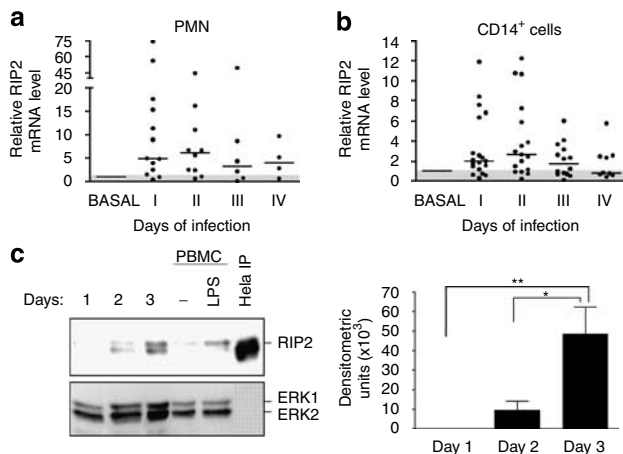 a
PMN
Relative RIP2
mRNA level
75
60
45
20
15
10
5
0
BASAL I II III IV
Days of infection
b
CD14+ cells
Relative RIP2
mRNA level
14
12
10
8
6
4
2
0
BASAL I II III IV
Days of infection
c
PBMC
Days: 1 2 3 – LPS Hela IP
RIP2
ERK1
ERK2
Densitometric
units (x10³)
70
60
50
40
30
20
10
0
**
*
Day 1 Day 2 Day 3